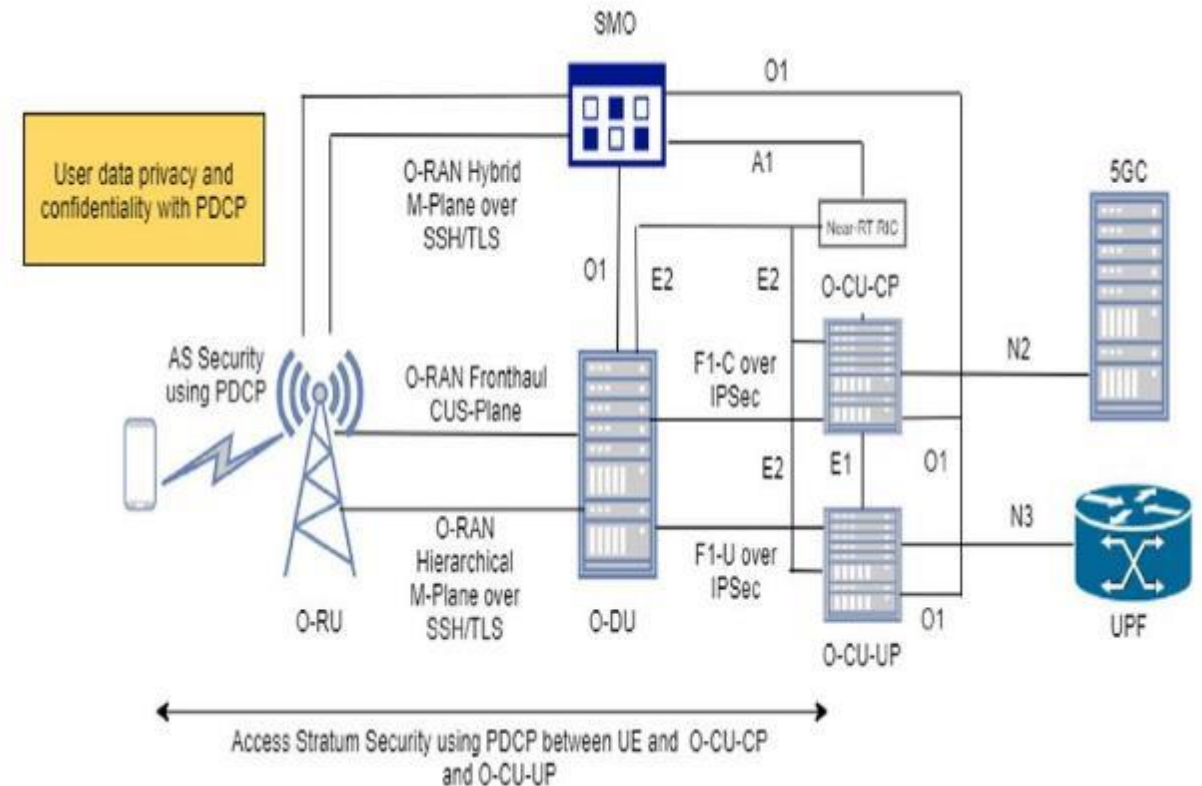 SMO
O1
User data privacy and
confidentiality with PDCP
O-RAN Hybrid
M-Plane over
SSH/TLS
A1
5GC
Near-RT RIC
O1
E2
E2
O-CU-CP
AS Security
using PDCP
O-RAN Fronthaul
CUS-Plane
F1-C over
IPSec
N2
E2
E1
O1
O-RAN
Hierarchical
M-Plane over
SSH/TLS
F1-U over
IPSec
N3
O-RU
O-DU
O1
UPF
O-CU-UP
Access Stratum Security using PDCP between UE and O-CU-CP
and O-CU-UP